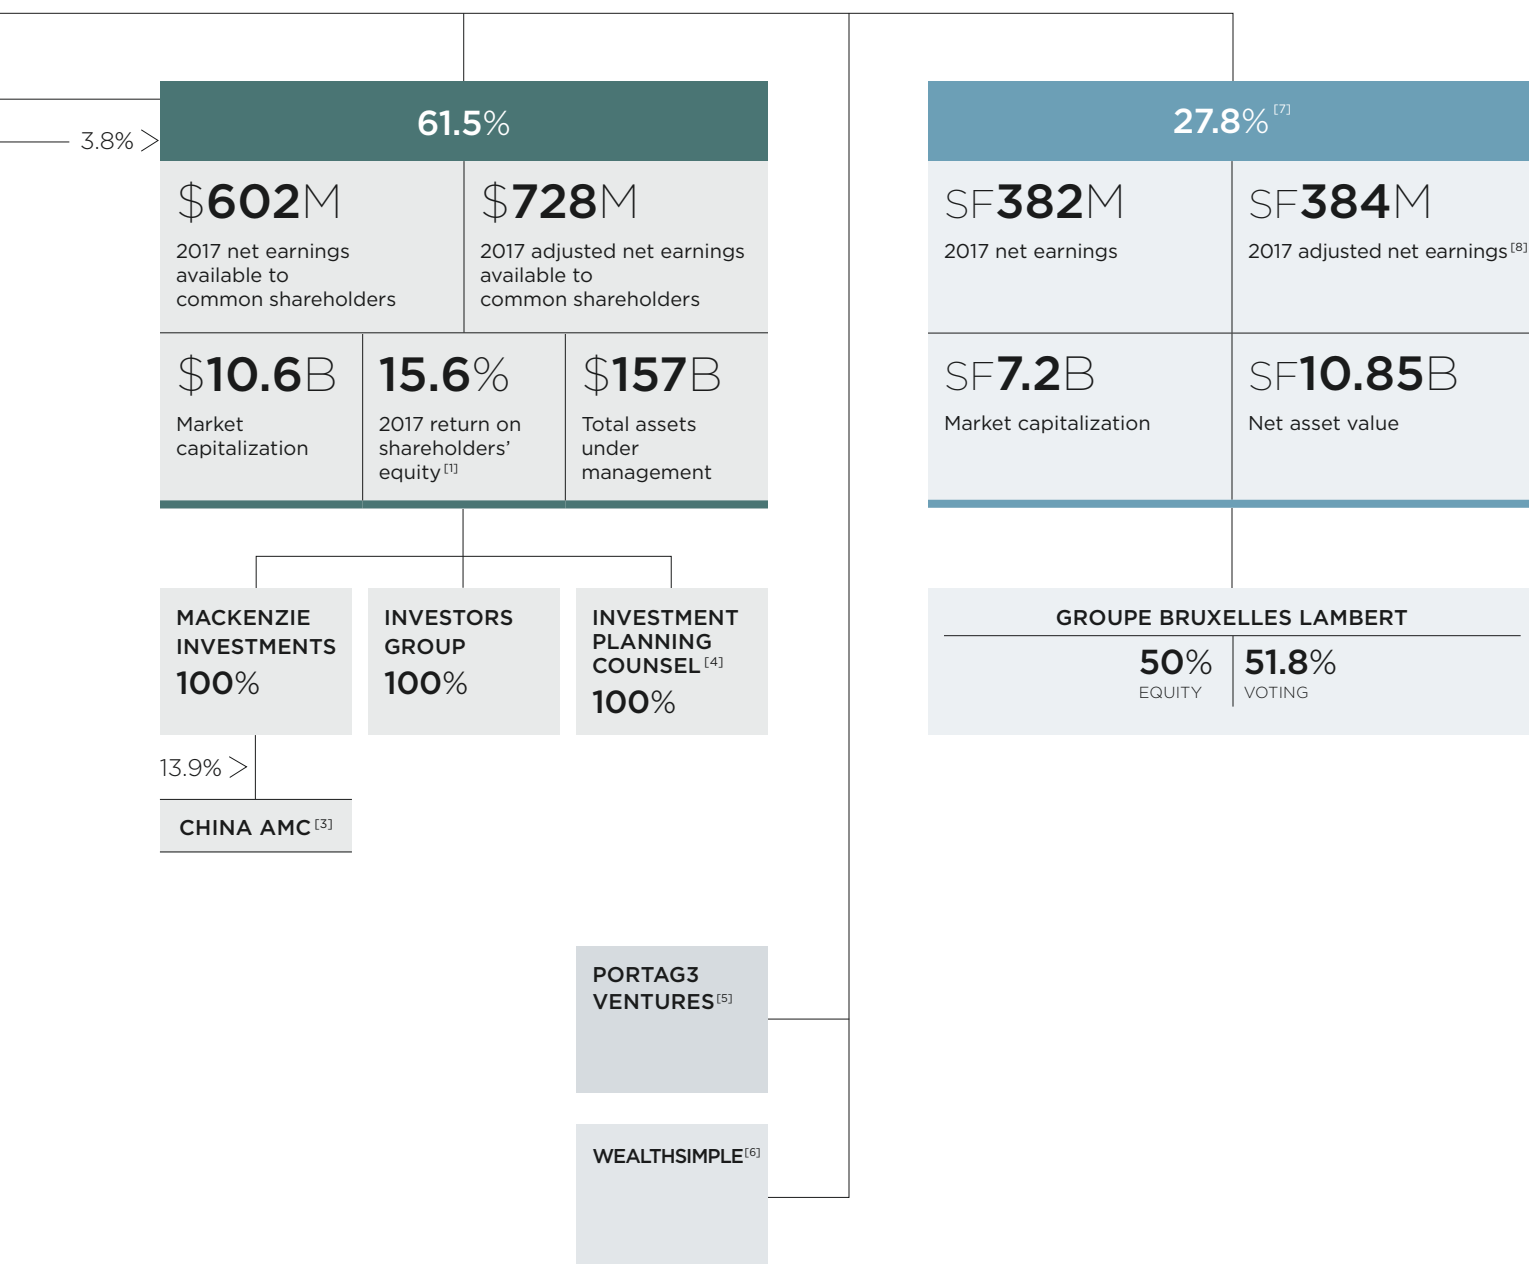 61.5%
3.8%
$602M
2017 net earnings
available to
common shareholders
$728M
2017 adjusted net earnings
available to
common shareholders
$10.6B
Market
capitalization
15.6%
2017 return on
shareholders’
equity [1]
$157B
Total assets
under
management
MACKENZIE
INVESTMENTS
100%
INVESTORS
GROUP
100%
INVESTMENT
PLANNING
COUNSEL [4]
100%
13.9%
CHINA AMC [3]
PORTAG3
VENTURES [5]
WEALTHSIMPLE [6]
27.8% [7]
SF382M
2017 net earnings
SF384M
2017 adjusted net earnings [8]
SF7.2B
Market capitalization
SF10.85B
Net asset value
GROUPE BRUXELLES LAMBERT
50%
EQUITY
51.8%
VOTING